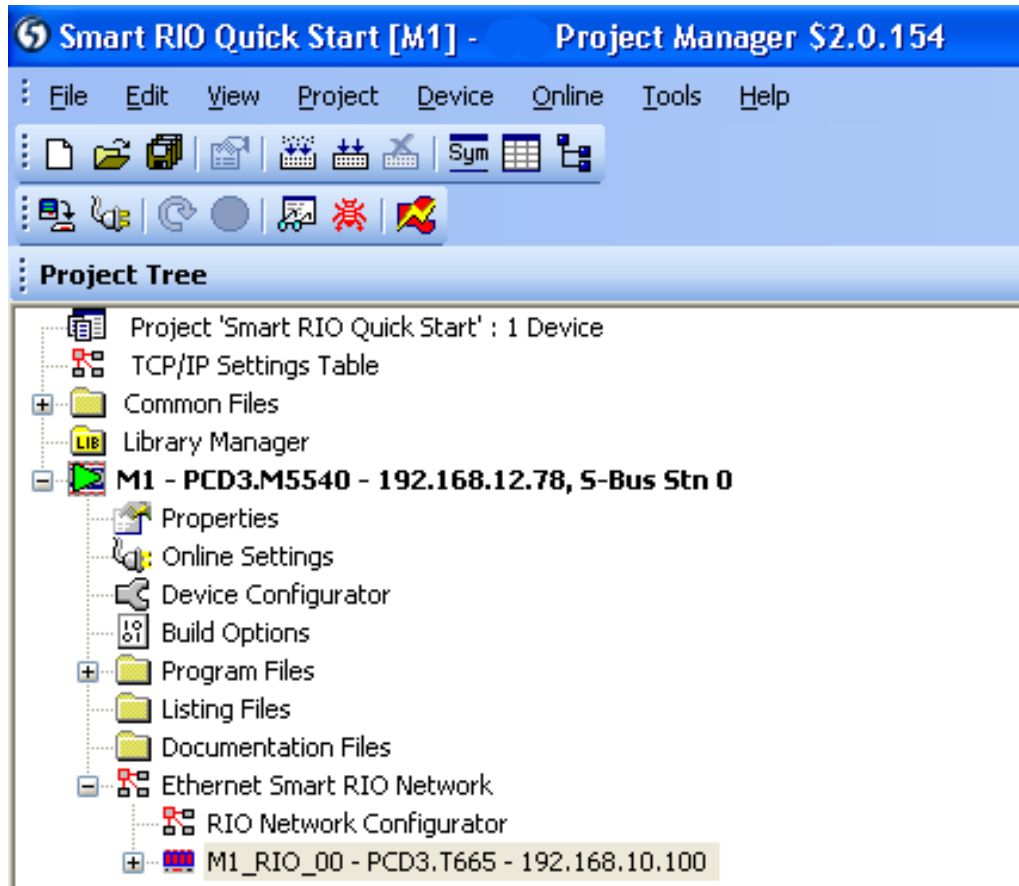 Smart RIO Quick Start [M1] - Project Manager $2.0.154
File Edit View Project Device Online Tools Help
Sym
Project Tree
Project 'Smart RIO Quick Start' : 1 Device
TCP/IP Settings Table
Common Files
LIB Library Manager
M1 - PCD3.M5540 - 192.168.12.78, S-Bus Stn 0
Properties
Online Settings
Device Configurator
Build Options
Program Files
Listing Files
Documentation Files
Ethernet Smart RIO Network
RIO Network Configurator
M1_RIO_00 - PCD3.T665 - 192.168.10.100